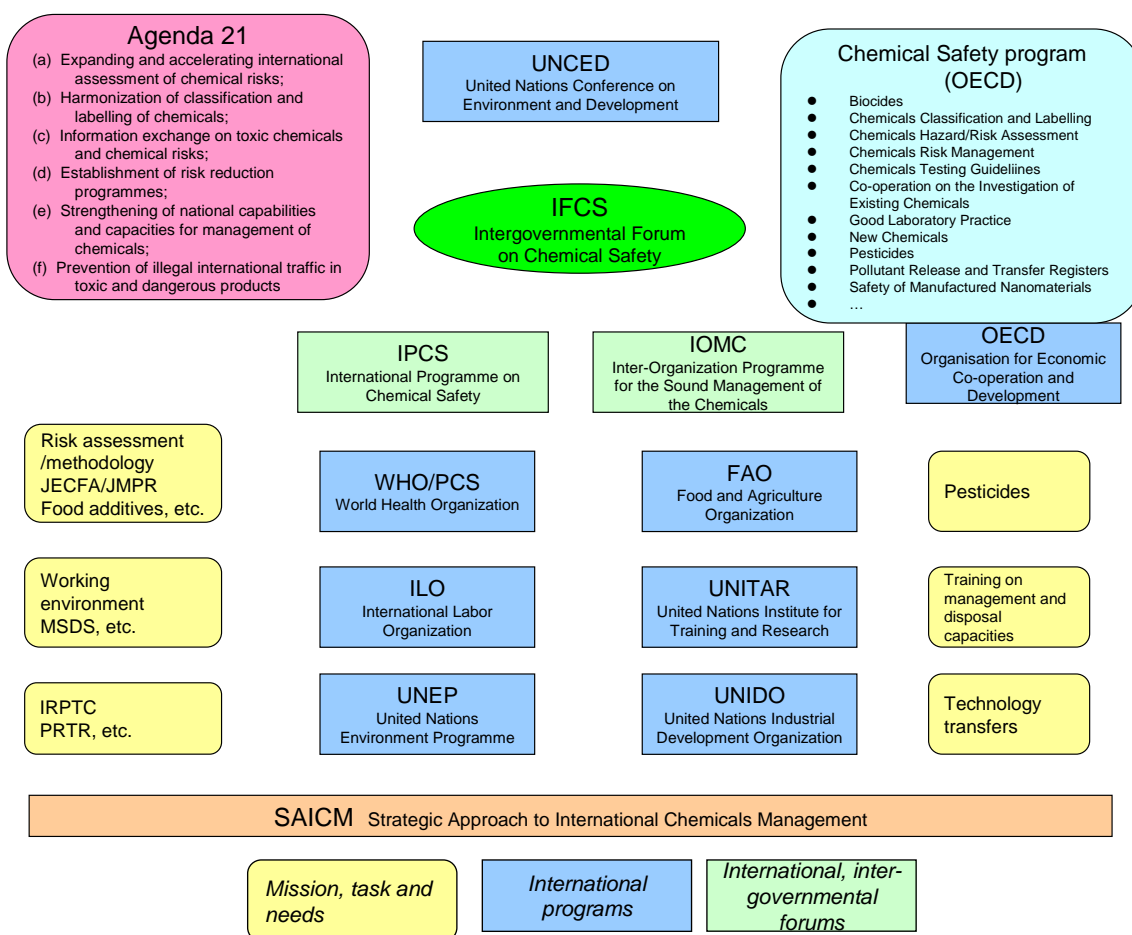 Agenda 21
(a) Expanding and accelerating international
assessment of chemical risks;
(b) Harmonization of classification and
labelling of chemicals;
(c) Information exchange on toxic chemicals
and chemical risks;
(d) Establishment of risk reduction
programmes;
(e) Strengthening of national capabilities
and capacities for management of
chemicals;
(f) Prevention of illegal international traffic in
toxic and dangerous products
UNCED
United Nations Conference on
Environment and Development
Chemical Safety program
(OECD)
● Biocides
● Chemicals Classification and Labelling
● Chemicals Hazard/Risk Assessment
● Chemicals Risk Management
● Chemicals Testing Guideliines
● Co-operation on the Investigation of
Existing Chemicals
● Good Laboratory Practice
● New Chemicals
● Pesticides
● Pollutant Release and Transfer Registers
● Safety of Manufactured Nanomaterials
● …
IFCS
Intergovernmental Forum
on Chemical Safety
IPCS
International Programme on
Chemical Safety
IOMC
Inter-Organization Programme
for the Sound Management of
the Chemicals
OECD
Organisation for Economic
Co-operation and
Development
Risk assessment
/methodology
JECFA/JMPR
Food additives, etc.
WHO/PCS
World Health Organization
FAO
Food and Agriculture
Organization
Pesticides
Working
environment
MSDS, etc.
ILO
International Labor
Organization
UNITAR
United Nations Institute for
Training and Research
Training on
management and
disposal
capacities
IRPTC
PRTR, etc.
UNEP
United Nations
Environment Programme
UNIDO
United Nations Industrial
Development Organization
Technology
transfers
SAICM Strategic Approach to International Chemicals Management
Mission, task and
needs
International
programs
International, inter-
governmental
forums